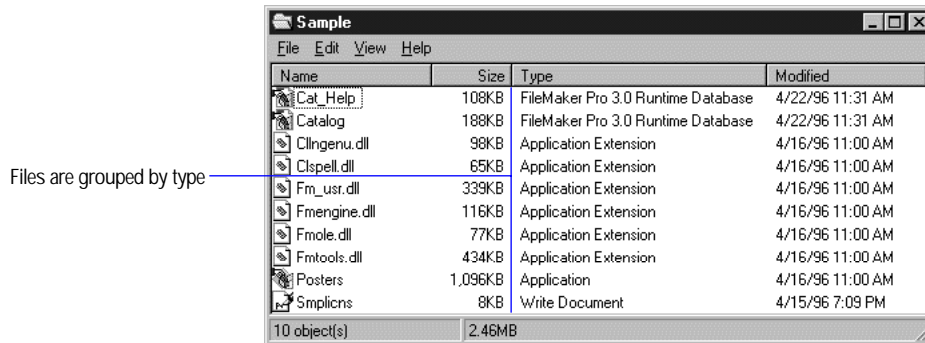 Sample
File Edit View Help
Name Size Type Modified
Cat_Help 108KB FileMaker Pro 3.0 Runtime Database 4/22/96 11:31 AM
Catalog 188KB FileMaker Pro 3.0 Runtime Database 4/22/96 11:31 AM
Cllngenu.dll 98KB Application Extension 4/16/96 11:00 AM
Clspell.dll 65KB Application Extension 4/16/96 11:00 AM
Files are grouped by type
Fm_usr.dll 339KB Application Extension 4/16/96 11:00 AM
Fmengine.dll 116KB Application Extension 4/16/96 11:00 AM
Fmole.dll 77KB Application Extension 4/16/96 11:00 AM
Fmtools.dll 434KB Application Extension 4/16/96 11:00 AM
Posters 1,096KB Application 4/16/96 11:00 AM
Smplicns 8KB Write Document 4/15/96 7:09 PM
10 object(s) 2.46MB